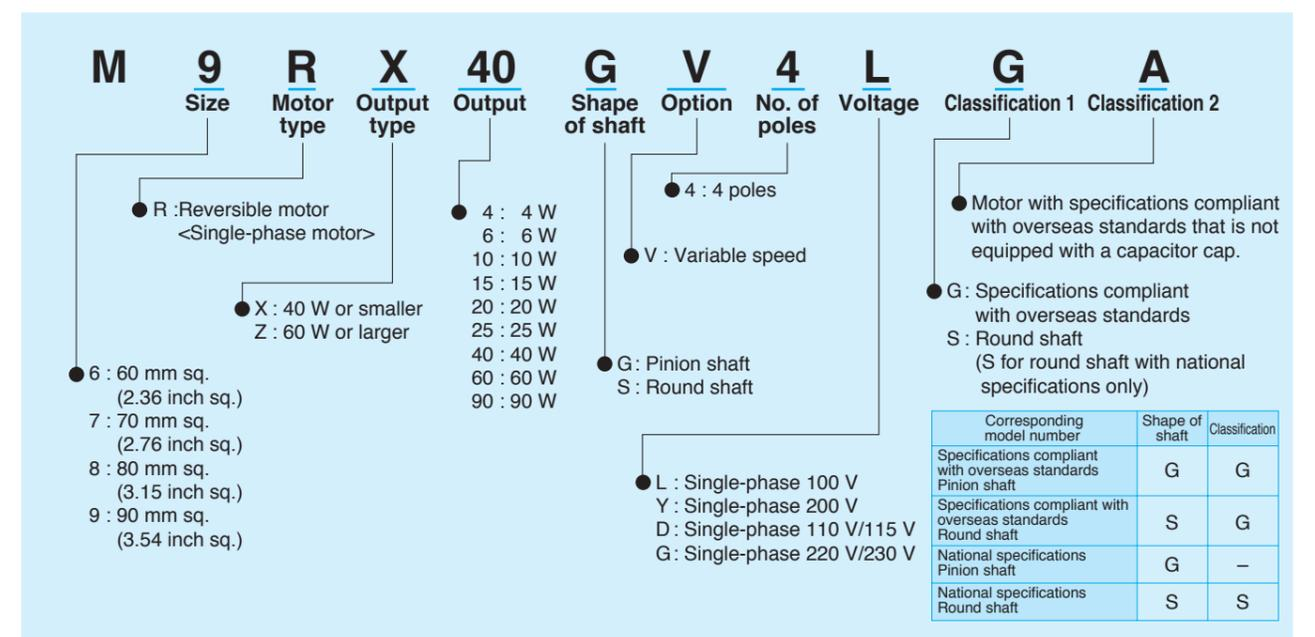 M 9 R X 40 G V 4 L G A
Size Motor type Output type Output Shape of shaft Option No. of poles Voltage Classification 1 Classification 2
6 : 60 mm sq.
(2.36 inch sq.)
7 : 70 mm sq.
(2.76 inch sq.)
8 : 80 mm sq.
(3.15 inch sq.)
9 : 90 mm sq.
(3.54 inch sq.)
R :Reversible motor
<Single-phase motor>
X : 40 W or smaller
Z : 60 W or larger
4 : 4 W
6 : 6 W
10 : 10 W
15 : 15 W
20 : 20 W
25 : 25 W
40 : 40 W
60 : 60 W
90 : 90 W
G : Pinion shaft
S : Round shaft
V : Variable speed
4 : 4 poles
L : Single-phase 100 V
Y : Single-phase 200 V
D : Single-phase 110 V/115 V
G : Single-phase 220 V/230 V
G : Specifications compliant
with overseas standards
S : Round shaft
(S for round shaft with national
specifications only)
Motor with specifications compliant
with overseas standards that is not
equipped with a capacitor cap.
Corresponding model number Shape of shaft Classification
Specifications compliant
with overseas standards
Pinion shaft G G
Specifications compliant with
overseas standards
Round shaft S G
National specifications
Pinion shaft G –
National specifications
Round shaft S S